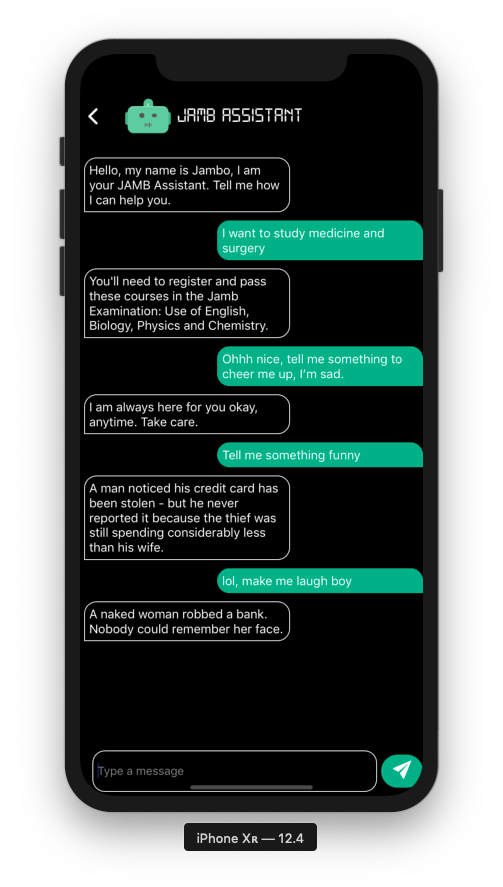 JAMB ASSISTANT
Hello, my name is Jambo, I am
your JAMB Assistant. Tell me how
I can help you.
I want to study medicine and
surgery
You'll need to register and pass
these courses in the Jamb
Examination: Use of English,
Biology, Physics and Chemistry.
Ohhh nice, tell me something to
cheer me up, I'm sad.
I am always here for you okay,
anytime. Take care.
Tell me something funny
A man noticed his credit card has
been stolen - but he never
reported it because the thief was
still spending considerably less
than his wife.
lol, make me laugh boy
A naked woman robbed a bank.
Nobody could remember her face.
Type a message
iPhone Xʀ — 12.4